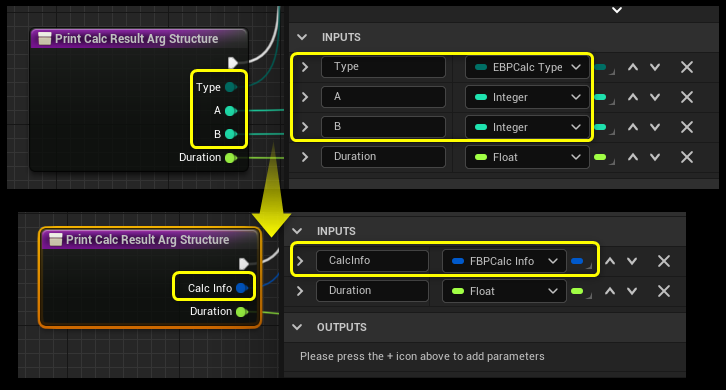 Print Calc Result Arg Structure
Type
A
B
Duration
INPUTS
Type EBPCalc Type
A Integer
B Integer
Duration Float
Print Calc Result Arg Structure
Calc Info
Duration
INPUTS
CalcInfo FBPCalc Info
Duration Float
OUTPUTS
Please press the + icon above to add parameters